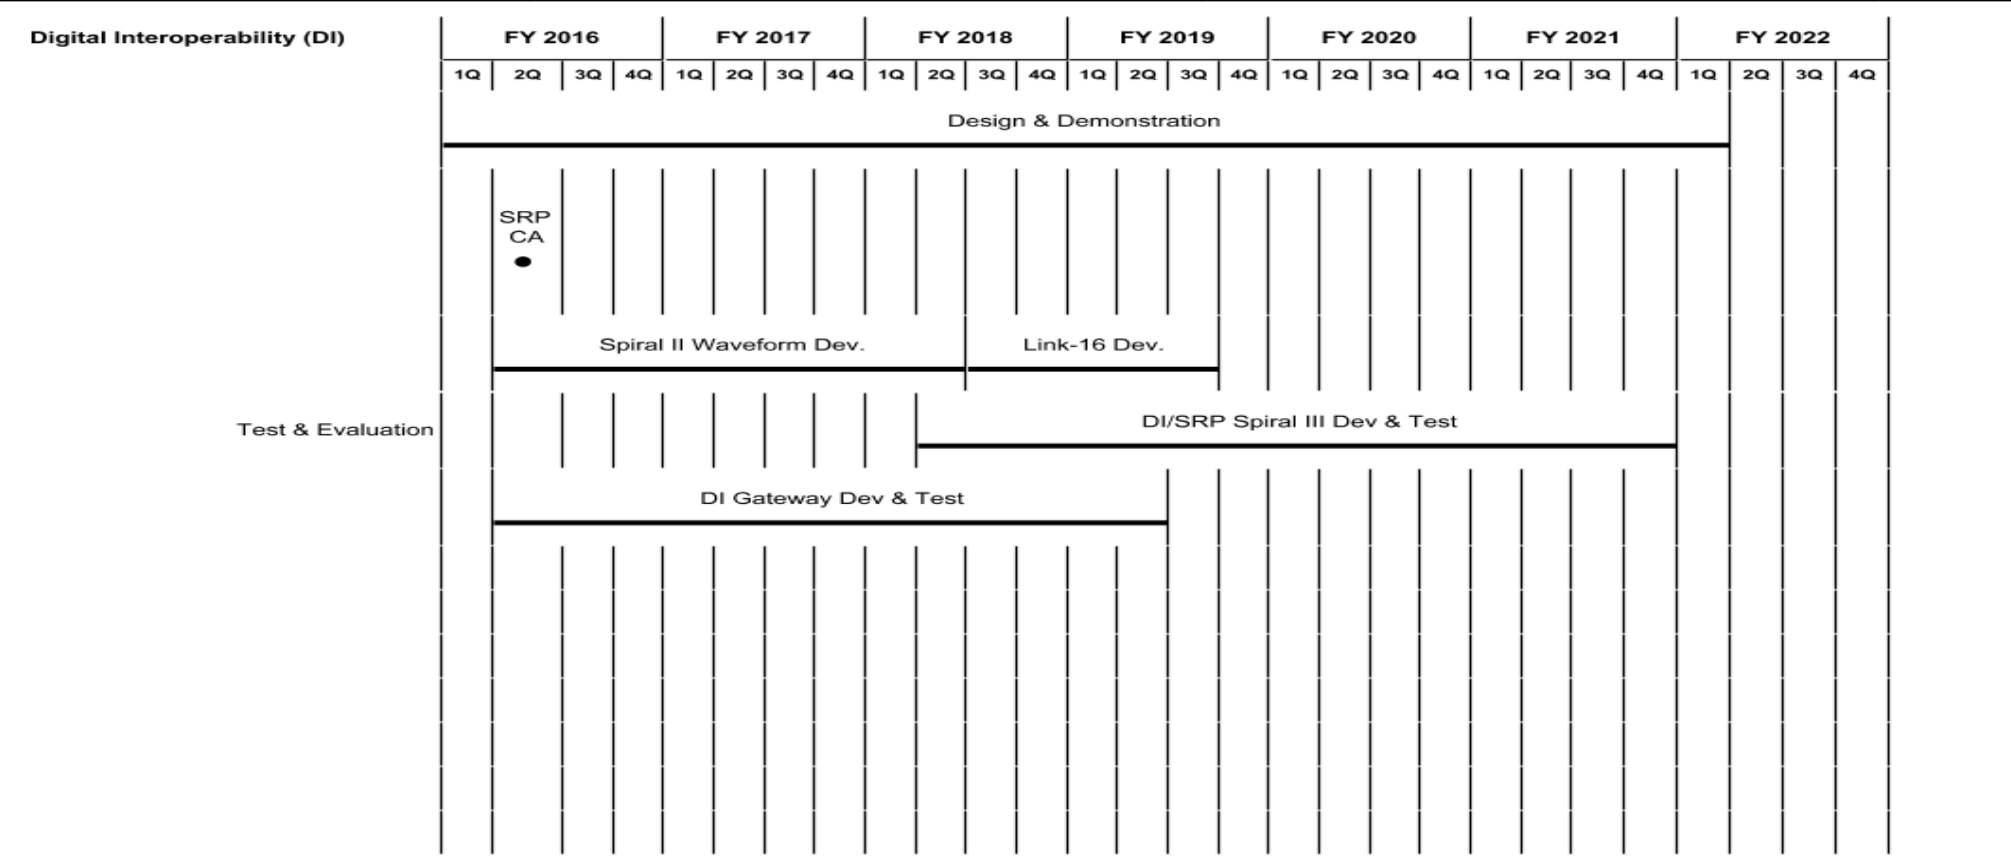 Digital Interoperability (DI) FY 2016 FY 2017 FY 2018 FY 2019 FY 2020 FY 2021 FY 2022
1Q 2Q 3Q 4Q 1Q 2Q 3Q 4Q 1Q 2Q 3Q 4Q 1Q 2Q 3Q 4Q 1Q 2Q 3Q 4Q 1Q 2Q 3Q 4Q 1Q 2Q 3Q 4Q
Design & Demonstration
SRP
CA
Spiral II Waveform Dev. Link-16 Dev.
DI/SRP Spiral III Dev & Test
Test & Evaluation
DI Gateway Dev & Test